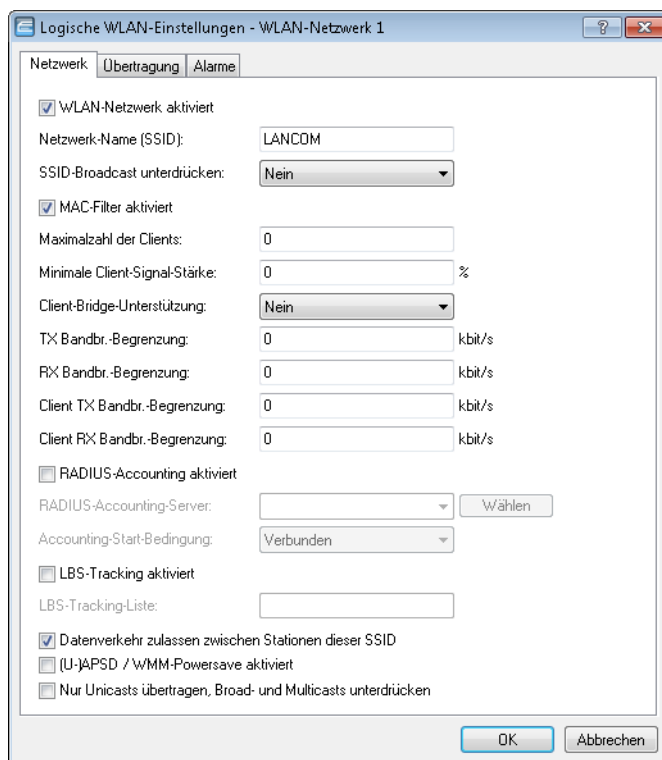 Logische WLAN-Einstellungen - WLAN-Netzwerk 1
Netzwerk Übertragung Alarme
WLAN-Netzwerk aktiviert
Netzwerk-Name (SSID): LANCOM
SSID-Broadcast unterdrücken: Nein
MAC-Filter aktiviert
Maximalzahl der Clients: 0
Minimale Client-Signal-Stärke: 0 %
Client-Bridge-Unterstützung: Nein
TX Bandbr.-Begrenzung: 0 kbit/s
RX Bandbr.-Begrenzung: 0 kbit/s
Client TX Bandbr.-Begrenzung: 0 kbit/s
Client RX Bandbr.-Begrenzung: 0 kbit/s
RADIUS-Accounting aktiviert
RADIUS-Accounting-Server: Wählen
Accounting-Start-Bedingung: Verbunden
LBS-Tracking aktiviert
LBS-Tracking-Liste:
Datenverkehr zulassen zwischen Stationen dieser SSID
(U-)APSD / WMM-Powersave aktiviert
Nur Unicasts übertragen, Broad- und Multicasts unterdrücken
OK Abbrechen